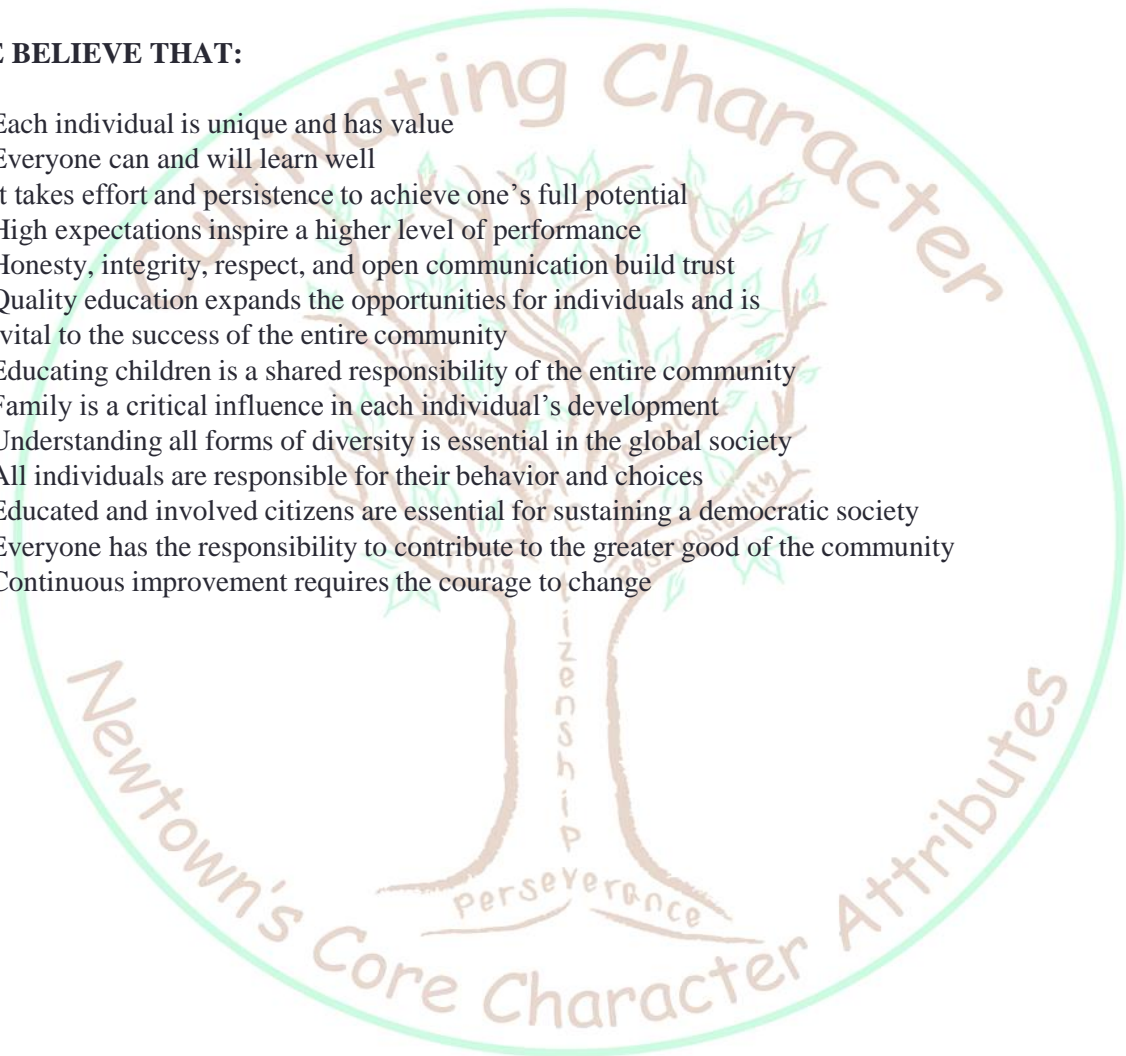 E BELIEVE THAT:
Each individual is unique and has value
Everyone can and will learn well
It takes effort and persistence to achieve one’s full potential
High expectations inspire a higher level of performance
Honesty, integrity, respect, and open communication build trust
Quality education expands the opportunities for individuals and is
vital to the success of the entire community
Educating children is a shared responsibility of the entire community
Family is a critical influence in each individual’s development
Understanding all forms of diversity is essential in the global society
All individuals are responsible for their behavior and choices
Educated and involved citizens are essential for sustaining a democratic society
Everyone has the responsibility to contribute to the greater good of the community
Continuous improvement requires the courage to change
Cultivating Character
Trustworthiness
Respect
Responsibility
Caring
Citizenship
Perseverance
Newtown's Core Character Attributes